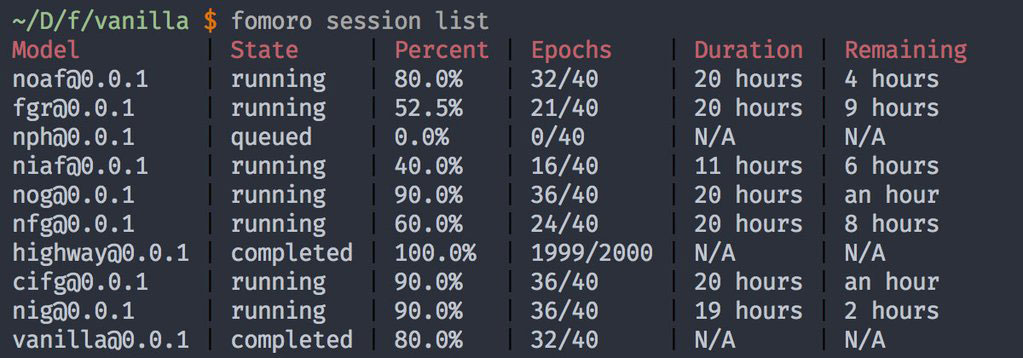 ~/D/f/vanilla $ fomoro session list
Model | State | Percent | Epochs | Duration | Remaining
noaf@0.0.1 | running | 80.0% | 32/40 | 20 hours | 4 hours
fgr@0.0.1 | running | 52.5% | 21/40 | 20 hours | 9 hours
nph@0.0.1 | queued | 0.0% | 0/40 | N/A | N/A
niaf@0.0.1 | running | 40.0% | 16/40 | 11 hours | 6 hours
nog@0.0.1 | running | 90.0% | 36/40 | 20 hours | an hour
nfg@0.0.1 | running | 60.0% | 24/40 | 20 hours | 8 hours
highway@0.0.1 | completed | 100.0% | 1999/2000 | N/A | N/A
cifg@0.0.1 | running | 90.0% | 36/40 | 20 hours | an hour
nig@0.0.1 | running | 90.0% | 36/40 | 19 hours | 2 hours
vanilla@0.0.1 | completed | 80.0% | 32/40 | N/A | N/A